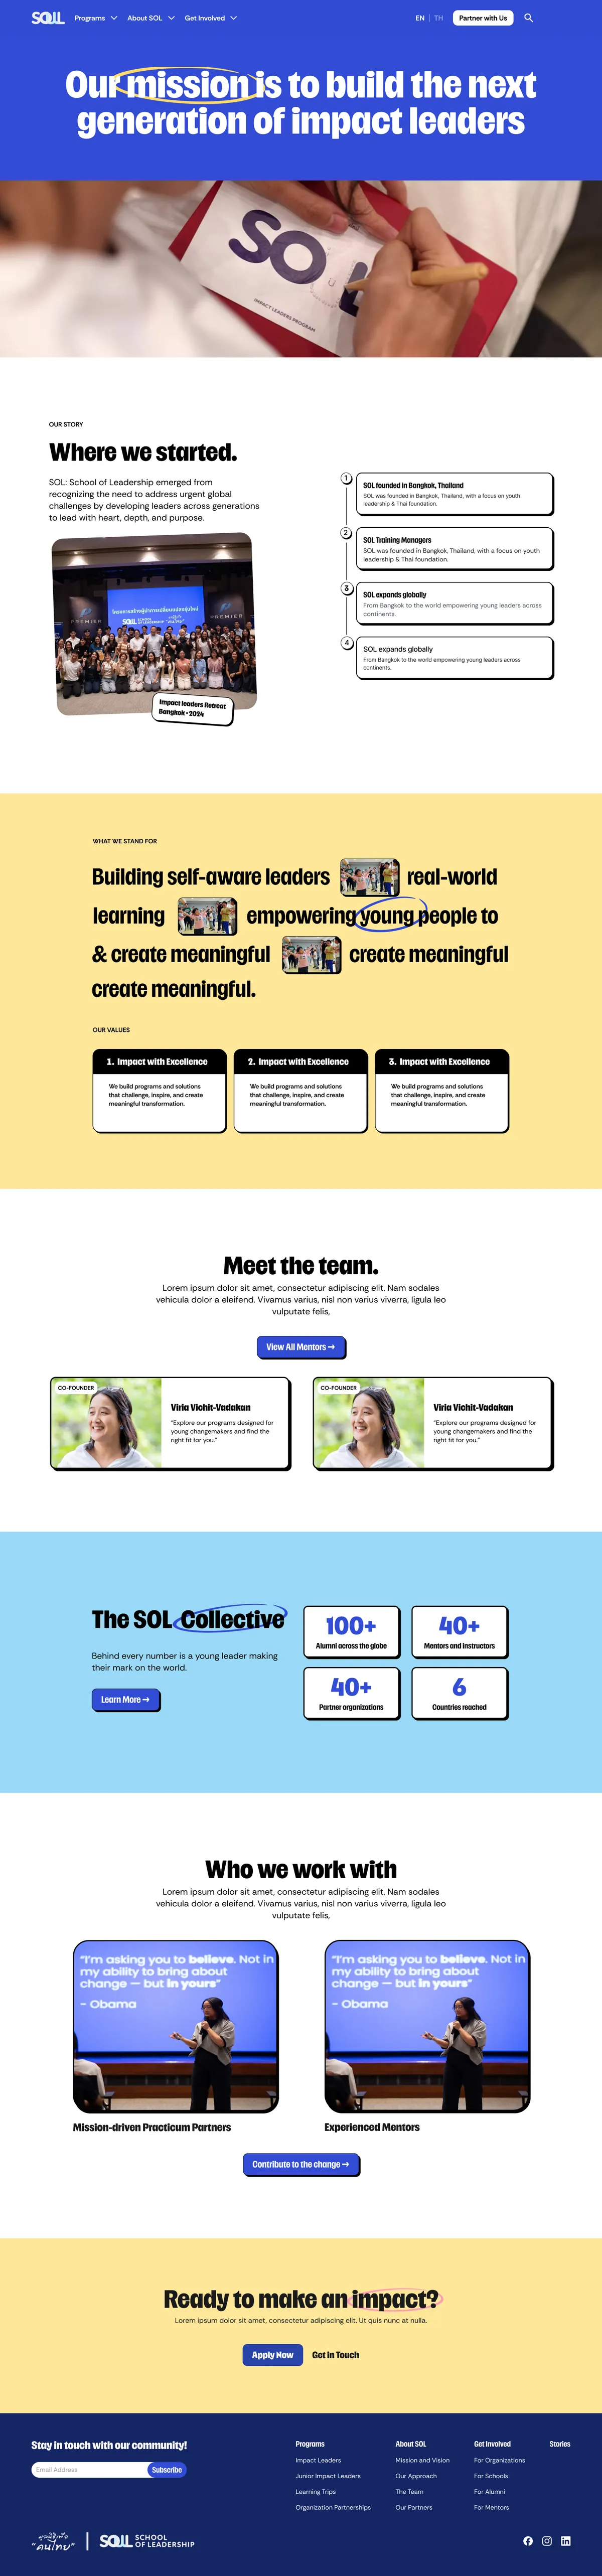 SOL
Programs
About SOL
Get Involved
EN | TH
Partner with Us
Our mission is to build the next
generation of impact leaders
SOL
IMPACT LEADERS PROGRAM
OUR STORY
Where we started.
SOL: School of Leadership emerged from
recognizing the need to address urgent global
challenges by developing leaders across generations
to lead with heart, depth, and purpose.
PREMIER
PREMIER
Impact leaders Retreat
Bangkok • 2024
1
SOL founded in Bangkok, Thailand
SOL was founded in Bangkok, Thailand, with a focus on youth
leadership & Thai foundation.
2
SOL Training Managers
SOL was founded in Bangkok, Thailand, with a focus on youth
leadership & Thai foundation.
3
SOL expands globally
From Bangkok to the world empowering young leaders across
continents.
4
SOL expands globally
From Bangkok to the world empowering young leaders across
continents.
WHAT WE STAND FOR
Building self-aware leaders real-world
learning empowering young people to
& create meaningful create meaningful
create meaningful.
OUR VALUES
1. Impact with Excellence
We build programs and solutions
that challenge, inspire, and create
meaningful transformation.
2. Impact with Excellence
We build programs and solutions
that challenge, inspire, and create
meaningful transformation.
3. Impact with Excellence
We build programs and solutions
that challenge, inspire, and create
meaningful transformation.
Meet the team.
Lorem ipsum dolor sit amet, consectetur adipiscing elit. Nam sodales
vehicula dolor a eleifend. Vivamus varius, nisl non varius viverra, ligula leo
vulputate felis,
View All Mentors →
CO-FOUNDER
Viria Vichit-Vadakan
"Explore our programs designed for
young changemakers and find the
right fit for you."
CO-FOUNDER
Viria Vichit-Vadakan
"Explore our programs designed for
young changemakers and find the
right fit for you."
The SOL Collective
Behind every number is a young leader making
their mark on the world.
Learn More →
100+
Alumni across the globe
40+
Mentors and instructors
40+
Partner organizations
6
Countries reached
Who we work with
Lorem ipsum dolor sit amet, consectetur adipiscing elit. Nam sodales
vehicula dolor a eleifend. Vivamus varius, nisl non varius viverra, ligula leo
vulputate felis,
"I'm asking you to believe. Not in
my ability to bring about
change — but in yours"
- Obama
Mission-driven Practicum Partners
"I'm asking you to believe. Not in
my ability to bring about
change — but in yours"
- Obama
Experienced Mentors
Contribute to the change →
Ready to make an impact?
Lorem ipsum dolor sit amet, consectetur adipiscing elit. Ut quis nunc at nulla.
Apply Now
Get in Touch
Stay in touch with our community!
Email Address
Subscribe
Programs
Impact Leaders
Junior Impact Leaders
Learning Trips
Organization Partnerships
About SOL
Mission and Vision
Our Approach
The Team
Our Partners
Get Involved
For Organizations
For Schools
For Alumni
For Mentors
Stories
มูลนิธิเพื่อ
"คนไทย"
SOL SCHOOL
OF LEADERSHIP